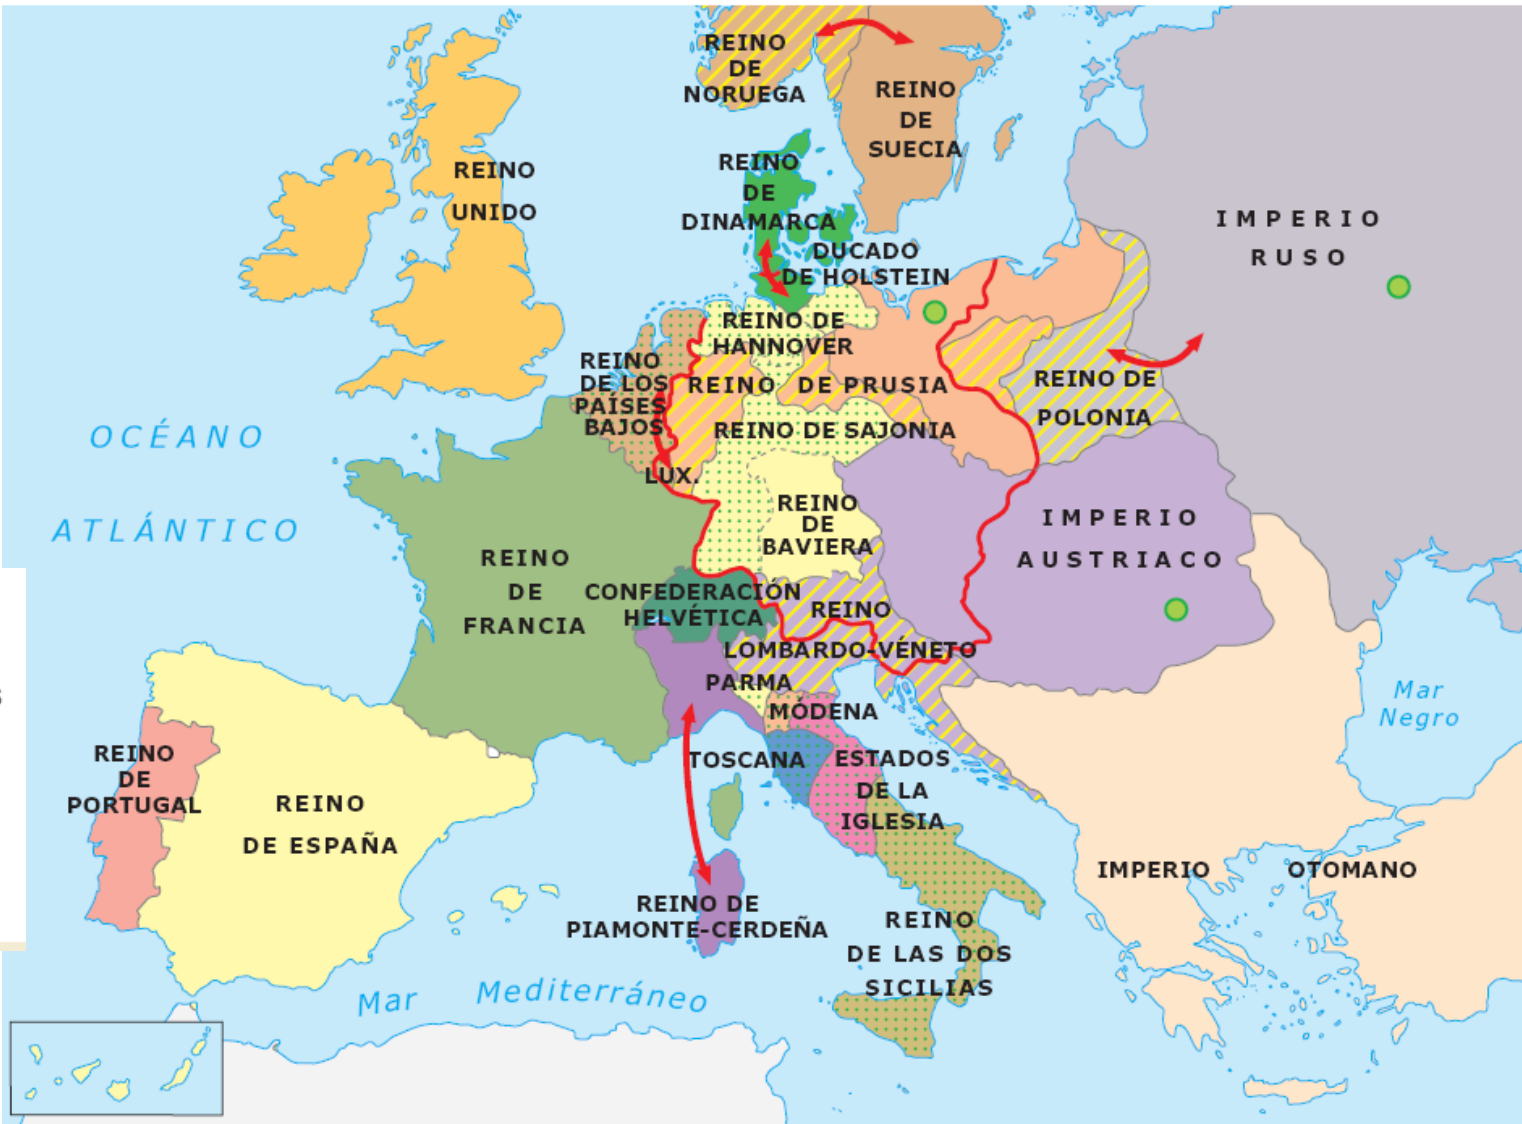 REINO
DE
NORUEGA
REINO
DE
SUECIA
REINO
UNIDO
REINO
DE
DINAMARCA
DUCADO
DE HOLSTEIN
IMPERIO
RUSO
REINO DE
HANNOVER
REINO
DE LOS
PAÍSES
BAJOS
REINO DE PRUSIA
REINO DE
POLONIA
REINO DE SAJONIA
LUX.
OCÉANO
ATLÁNTICO
REINO
DE
BAVIERA
IMPERIO
AUSTRIACO
REINO
DE
FRANCIA
CONFEDERACIÓN
HELVÉTICA
REINO
LOMBARDO-VÉNETO
PARMA
MÓDENA
TOSCANA
ESTADOS
DE LA
IGLESIA
Mar
Negro
REINO
DE
PORTUGAL
REINO
DE ESPAÑA
IMPERIO OTOMANO
REINO DE
PIAMONTE-CERDEÑA
REINO
DE LAS DOS
SICILIAS
Mar Mediterráneo